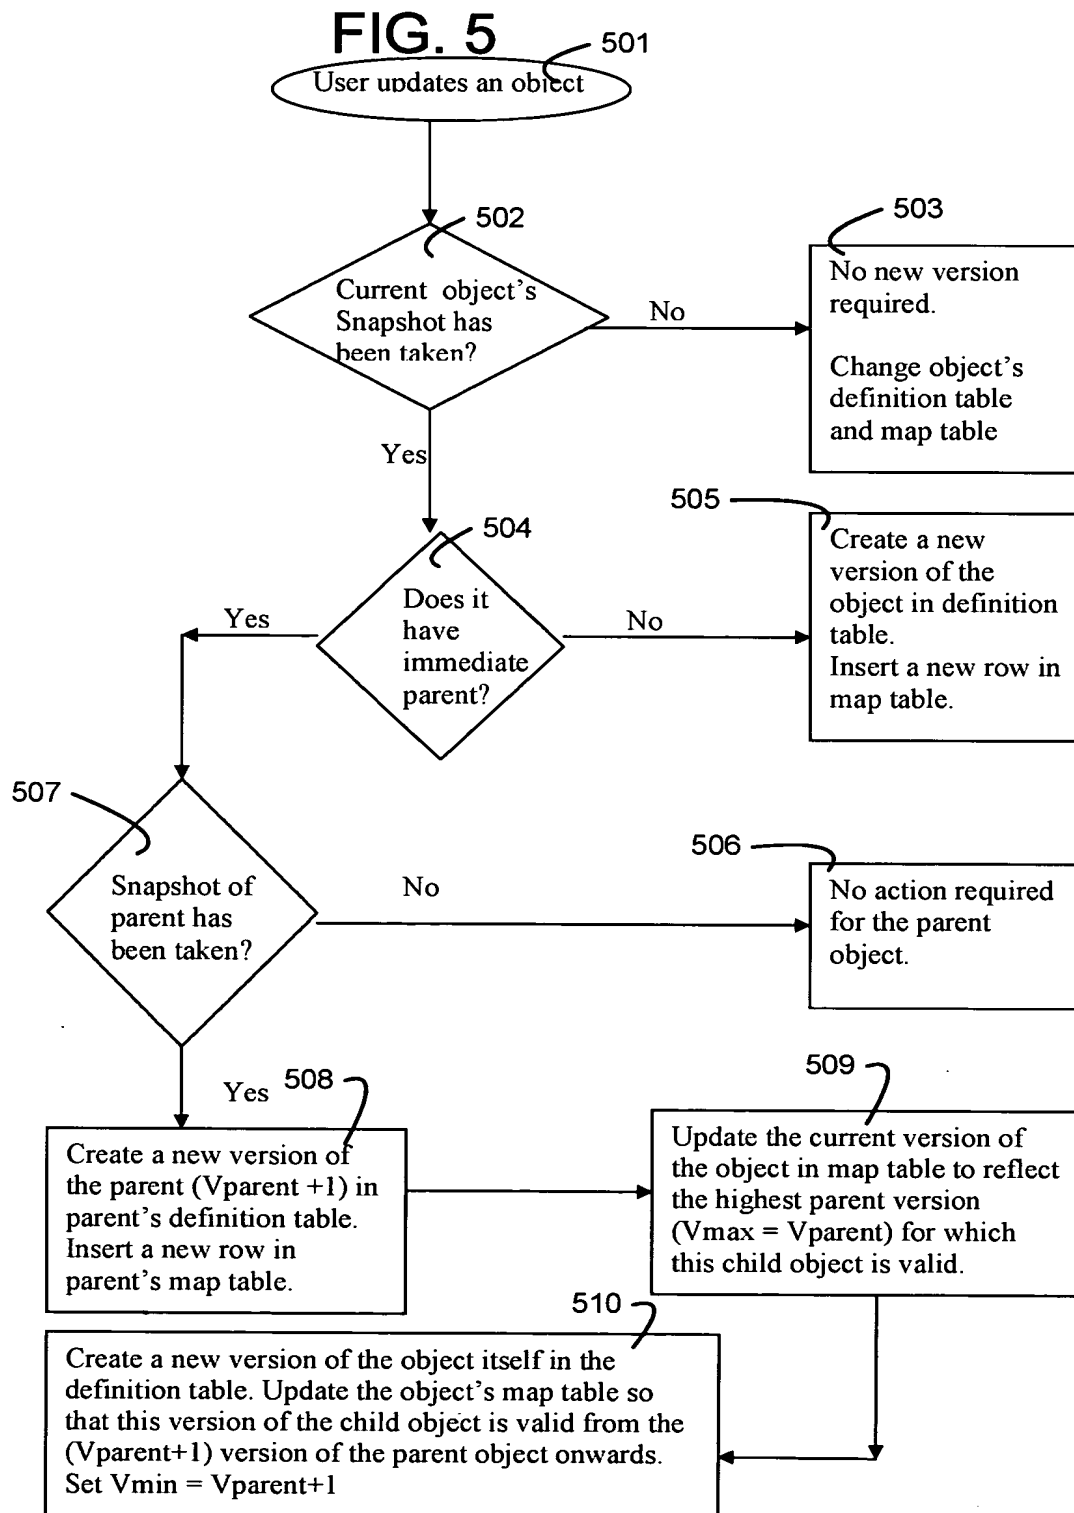 FIG. 5
501
User updates an object
502
Current object's
Snapshot has
been taken?
No
503
No new version
required.
Change object's
definition table
and map table
Yes
504
Does it
have
immediate
parent?
Yes
No
505
Create a new
version of the
object in definition
table.
Insert a new row in
map table.
507
Snapshot of
parent has
been taken?
No
506
No action required
for the parent
object.
Yes
508
Create a new version of
the parent (Vparent +1) in
parent's definition table.
Insert a new row in
parent's map table.
509
Update the current version of
the object in map table to reflect
the highest parent version
(Vmax = Vparent) for which
this child object is valid.
510
Create a new version of the object itself in the
definition table. Update the object's map table so
that this version of the child object is valid from the
(Vparent+1) version of the parent object onwards.
Set Vmin = Vparent+1